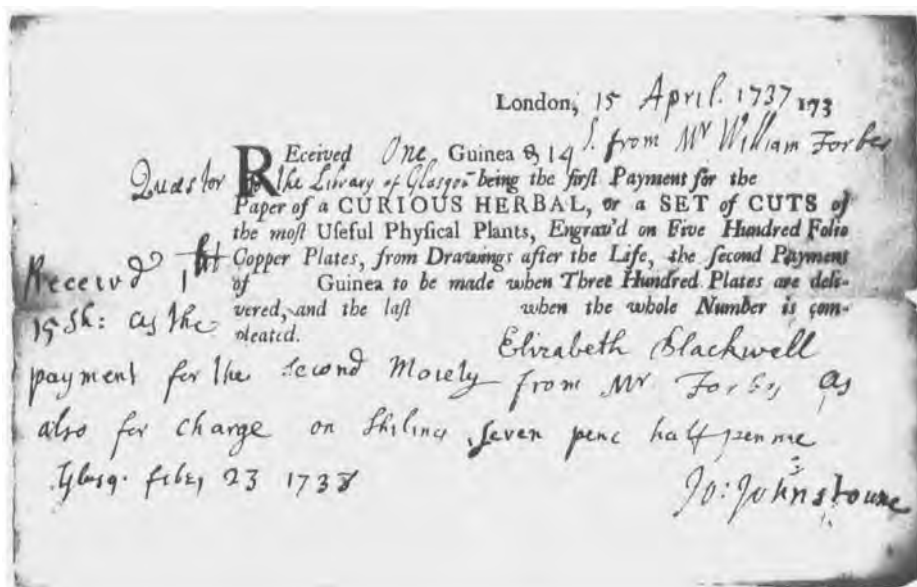 London, 15 April. 1737 173
REceived One Guinea & 14 s. from Mr William Forbes
Quæstor the Library of Glasgow being the first Payment for the
Paper of a CURIOUS HERBAL, or a SET of CUTS of
the most Useful Physical Plants, Engrav'd on Five Hundred Folio
Copper Plates, from Drawings after the Life, the second Payment
of Guinea to be made when Three Hundred Plates are deli-
vered, and the last when the whole Number is com-
pleated.
Elizabeth Blackwell
Received 1
15 Sh: as the
payment for the second Moiety from Mr Forbes as
also for charge on shiling seven penc half penne
Glasg. feby 23 1738
Jo: Johnstoune